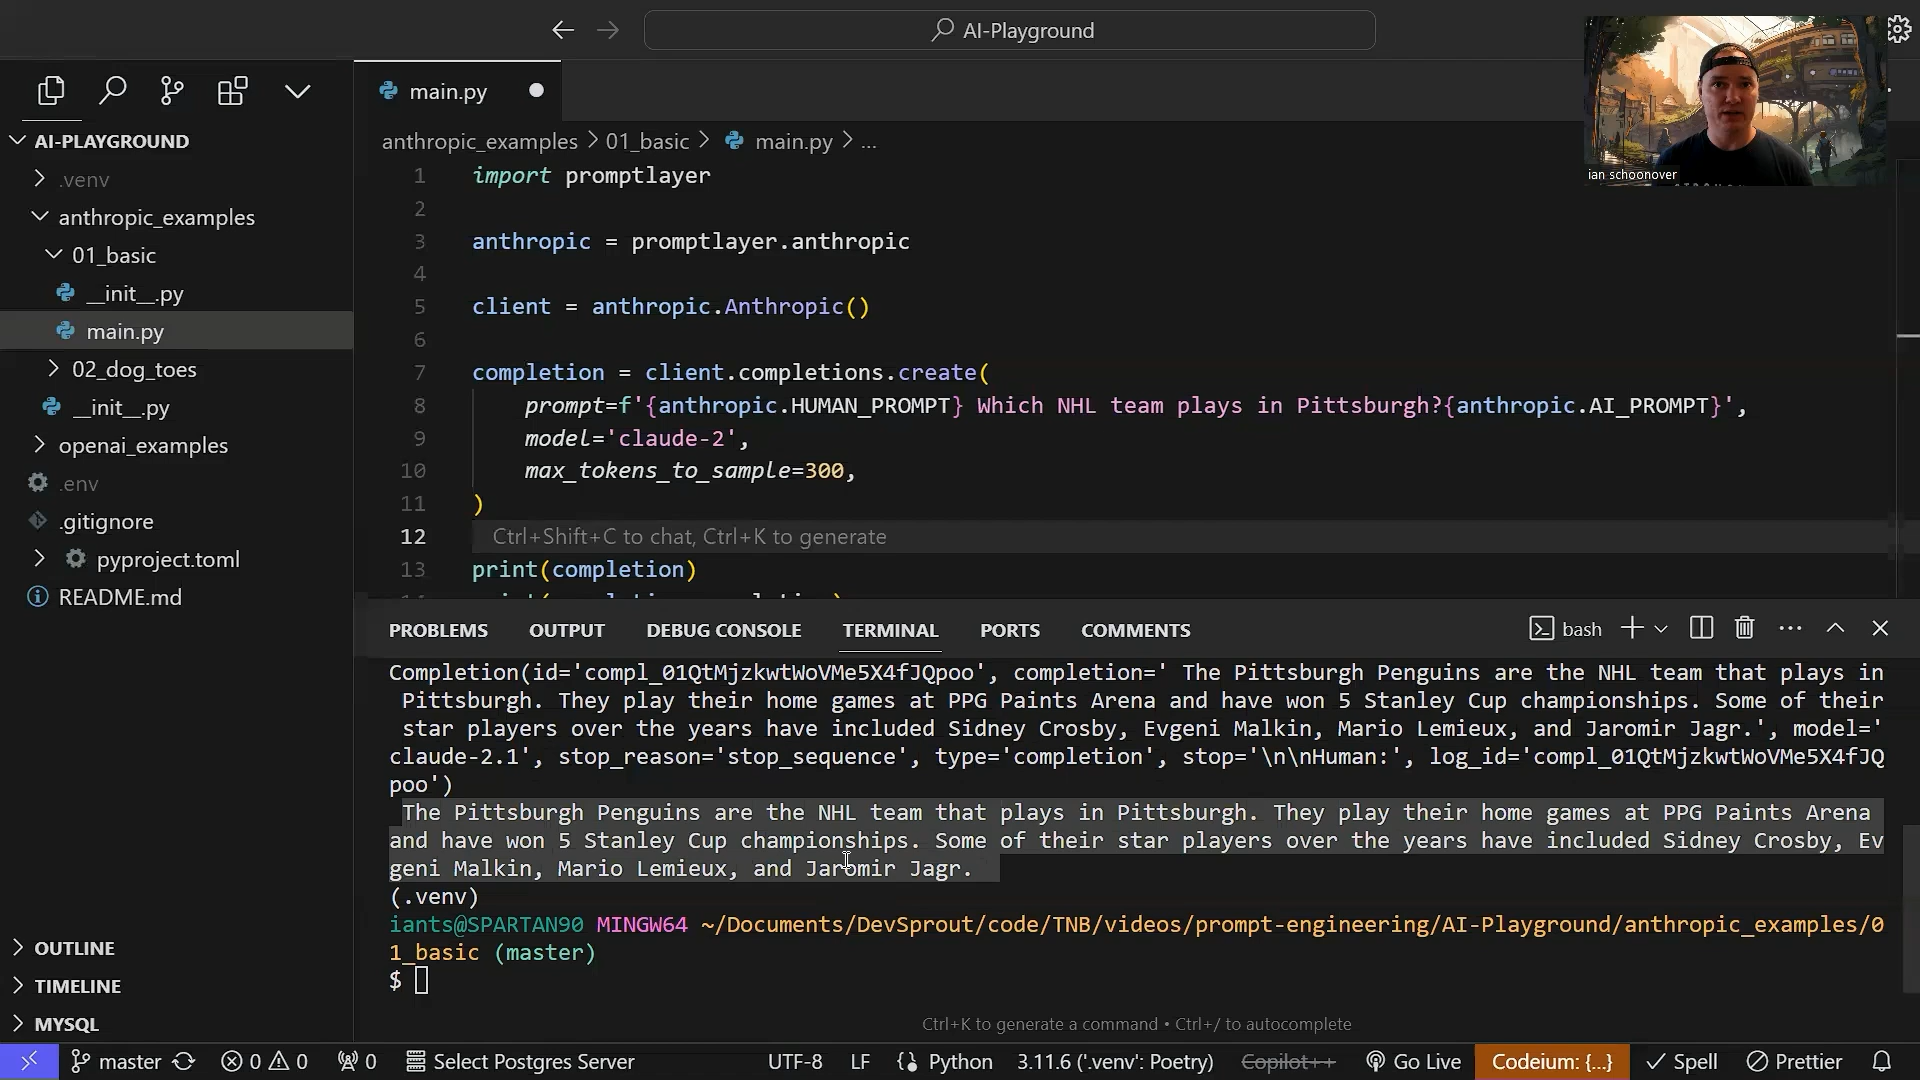 AI-Playground
ian schoonover
main.py
AI-PLAYGROUND
.venv
anthropic_examples
01_basic
__init__.py
main.py
02_dog_toes
__init__.py
openai_examples
.env
.gitignore
pyproject.toml
README.md
OUTLINE
TIMELINE
MYSQL
anthropic_examples > 01_basic > main.py > ...
1 import promptlayer
2
3 anthropic = promptlayer.anthropic
4
5 client = anthropic.Anthropic()
6
7 completion = client.completions.create(
8 prompt=f'{anthropic.HUMAN_PROMPT} Which NHL team plays in Pittsburgh?{anthropic.AI_PROMPT}',
9 model='claude-2',
10 max_tokens_to_sample=300,
11 )
12 Ctrl+Shift+C to chat, Ctrl+K to generate
13 print(completion)
PROBLEMS OUTPUT DEBUG CONSOLE TERMINAL PORTS COMMENTS bash
Completion(id='compl_01QtMjzkwtWoVMe5X4fJQpoo', completion=' The Pittsburgh Penguins are the NHL team that plays in
Pittsburgh. They play their home games at PPG Paints Arena and have won 5 Stanley Cup championships. Some of their
star players over the years have included Sidney Crosby, Evgeni Malkin, Mario Lemieux, and Jaromir Jagr.', model='
claude-2.1', stop_reason='stop_sequence', type='completion', stop='\n\nHuman:', log_id='compl_01QtMjzkwtWoVMe5X4fJQ
poo')
The Pittsburgh Penguins are the NHL team that plays in Pittsburgh. They play their home games at PPG Paints Arena
and have won 5 Stanley Cup championships. Some of their star players over the years have included Sidney Crosby, Ev
geni Malkin, Mario Lemieux, and Jaromir Jagr.
(.venv)
iants@SPARTAN90 MINGW64 ~/Documents/DevSprout/code/TNB/videos/prompt-engineering/AI-Playground/anthropic_examples/0
1_basic (master)
$
Ctrl+K to generate a command • Ctrl+/ to autocomplete
master 0 0 0 Select Postgres Server UTF-8 LF Python 3.11.6 ('.venv': Poetry) Copilot++ Go Live Codeium: {...} Spell Prettier